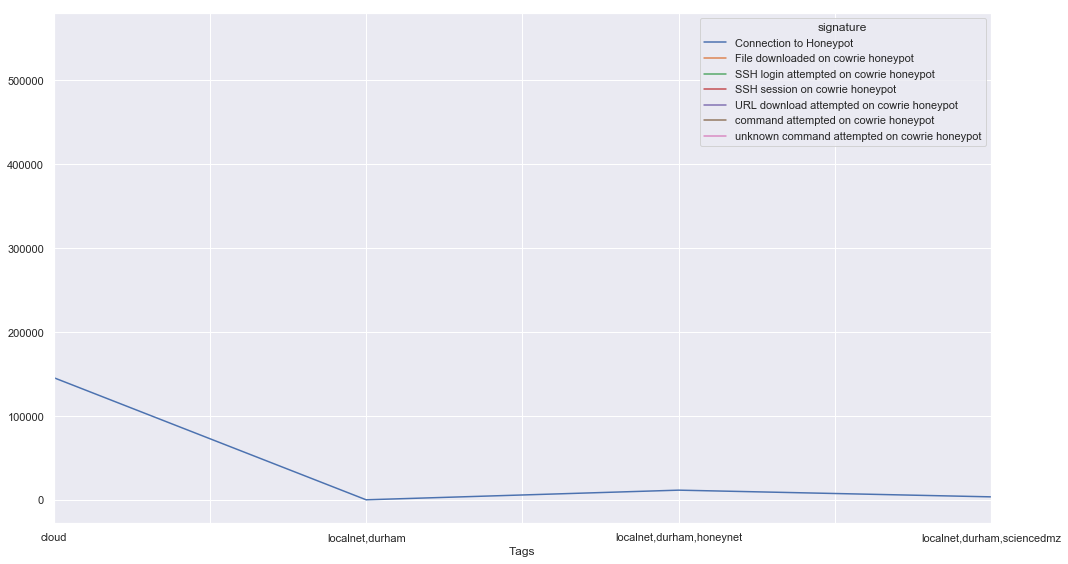 signature
Connection to Honeypot
File downloaded on cowrie honeypot
SSH login attempted on cowrie honeypot
SSH session on cowrie honeypot
URL download attempted on cowrie honeypot
command attempted on cowrie honeypot
unknown command attempted on cowrie honeypot
500000
400000
300000
200000
100000
0
cloud localnet,durham localnet,durham,honeynet localnet,durham,sciencedmz
Tags